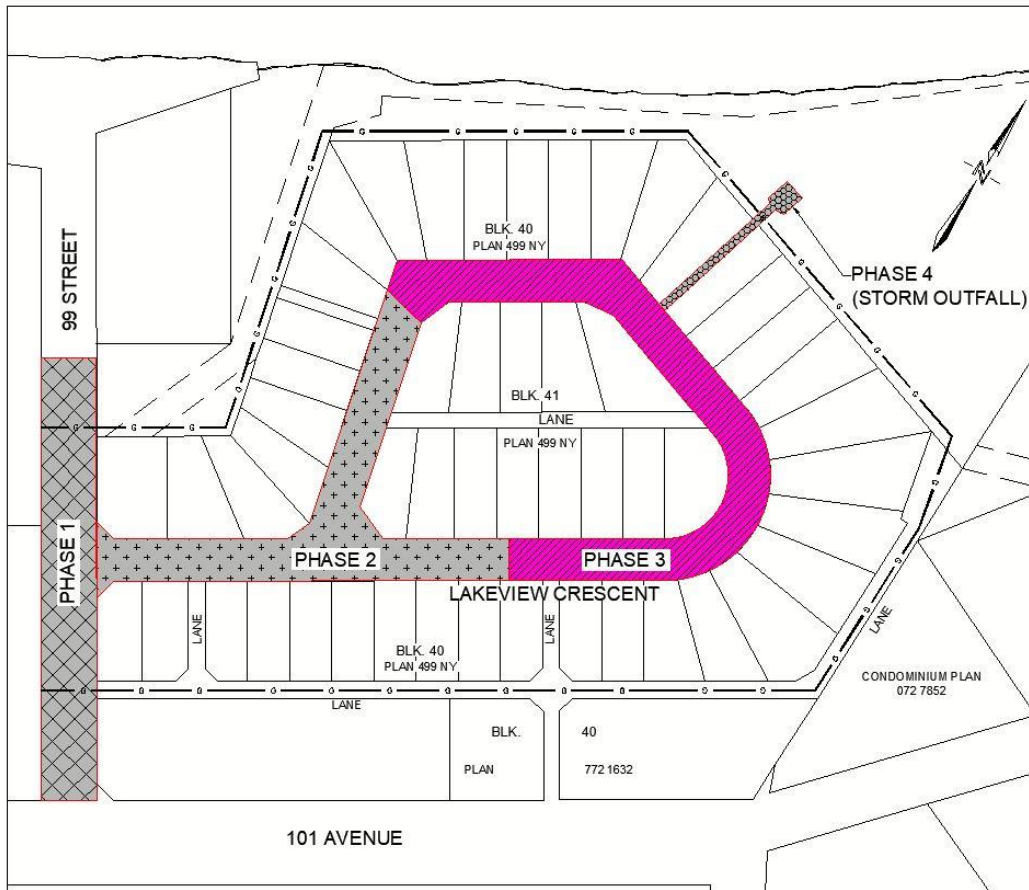 N
BLK. 40
PLAN 499 NY
99 STREET
PHASE 4
(STORM OUTFALL)
G G G G G
G
G
G
G
G
G
G
G
BLK. 41
LANE
PLAN 499 NY
G G G
G
G
G
G
PHASE 1
PHASE 2
PHASE 3
LAKEVIEW CRESCENT
LANE
LANE
LANE
BLK. 40
PLAN 499 NY
CONDOMINIUM PLAN
072 7852
G G G G G G G G G G G G
LANE
BLK. 40
PLAN 772 1632
101 AVENUE